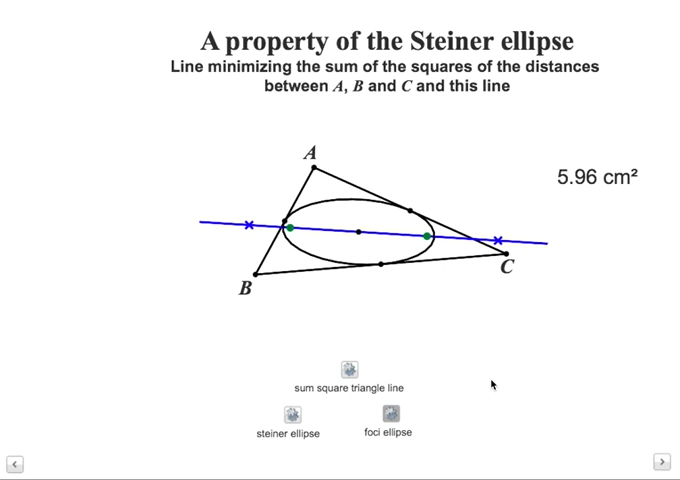 A property of the Steiner ellipse
Line minimizing the sum of the squares of the distances
between A, B and C and this line
A
5.96 cm²
C
B
sum square triangle line
steiner ellipse
foci ellipse